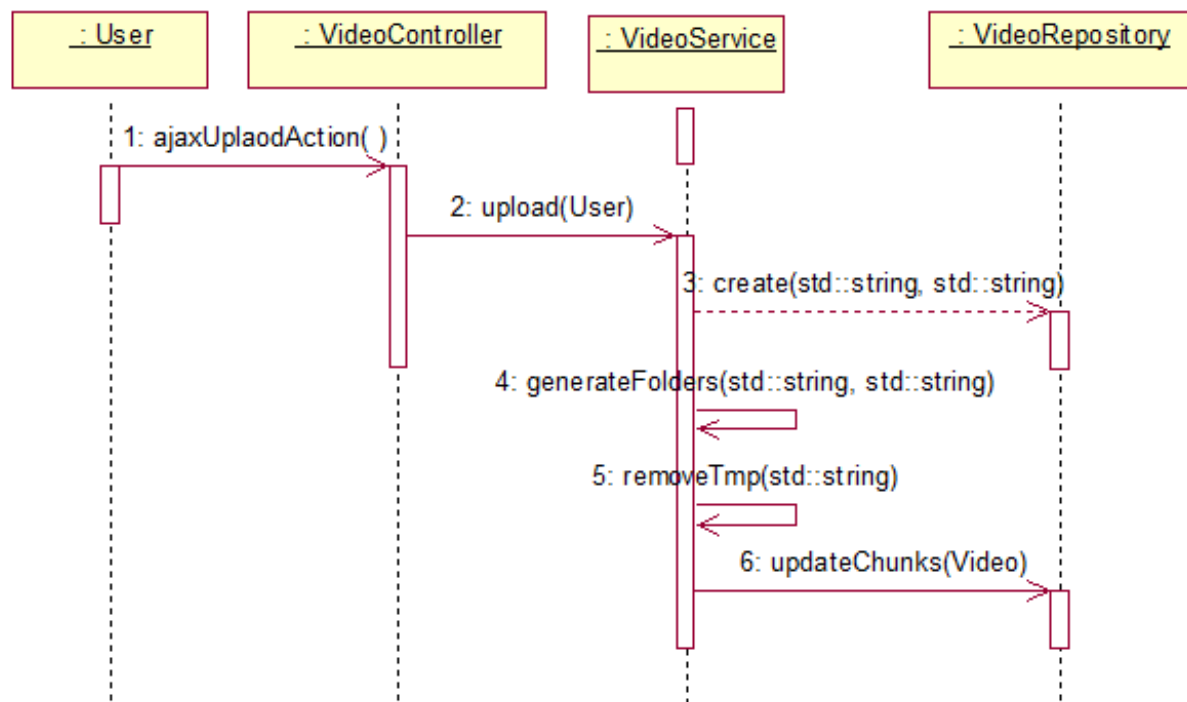 _: User
_: VideoController
_: VideoService
_: VideoRepository
1: ajaxUplaodAction( )
2: upload(User)
3: create(std::string, std::string)
4: generateFolders(std::string, std::string)
5: removeTmp(std::string)
6: updateChunks(Video)